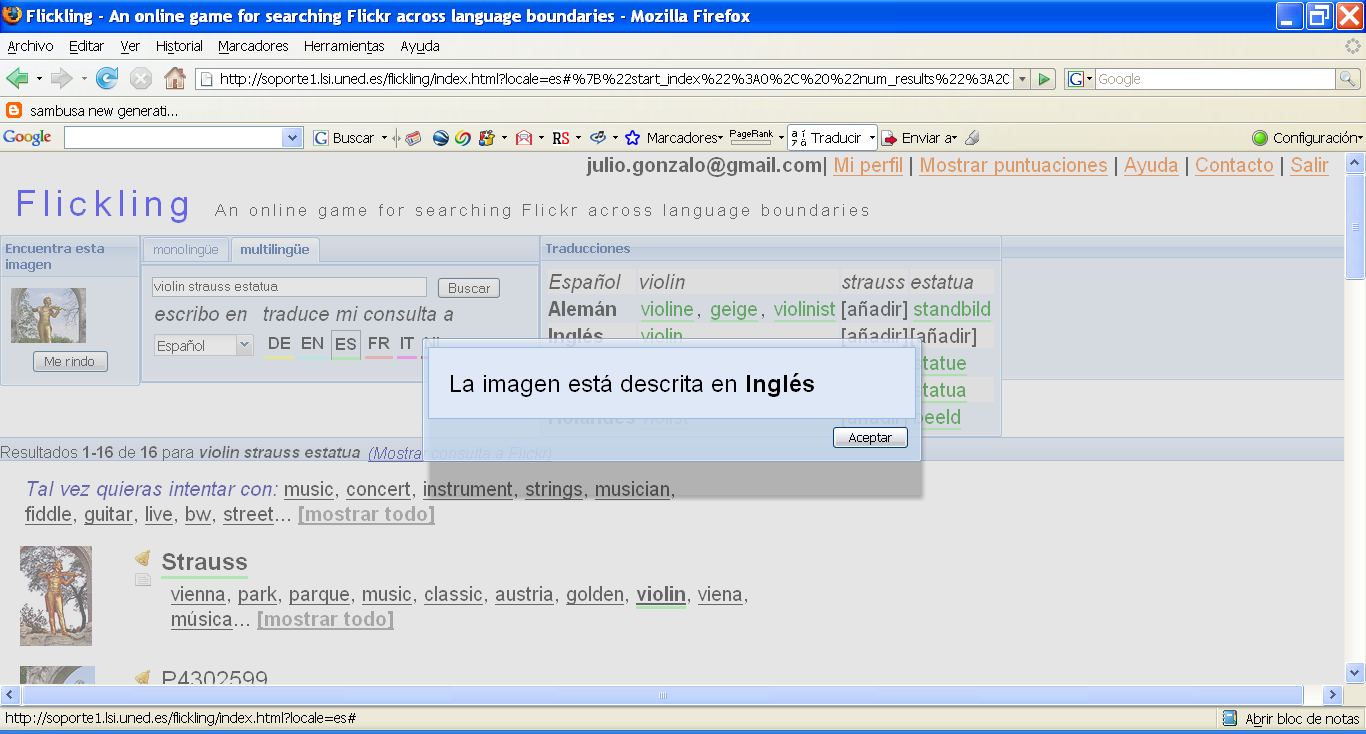 Flickling - An online game for searching Flickr across language boundaries - Mozilla Firefox
Archivo Editar Ver Historial Marcadores Herramientas Ayuda
http://soporte1.lsi.uned.es/flickling/index.html?locale=es#%7B%22start_index%22%3A0%2C%20%22num_results%22%3A2C
G Google
sambusa new generati...
Google G Buscar RS Marcadores PageRank Traducir Enviar a Configuración
julio.gonzalo@gmail.com| Mi perfil | Mostrar puntuaciones | Ayuda | Contacto | Salir
Flickling An online game for searching Flickr across language boundaries
Encuentra esta imagen
Me rindo
monolingüe multilingüe
violin strauss estatua Buscar
escribo en traduce mi consulta a
Español DE EN ES FR IT
Traducciones
Español violin strauss estatua
Alemán violine, geige, violinist [añadir] standbild
Inglés violin [añadir] [añadir]
tatue
tatua
Holandés violist [añadir] beeld
La imagen está descrita en Inglés
Aceptar
Resultados 1-16 de 16 para violin strauss estatua (Mostrar consulta a Flickr)
Tal vez quieras intentar con: music, concert, instrument, strings, musician,
fiddle, guitar, live, bw, street... [mostrar todo]
Strauss
vienna, park, parque, music, classic, austria, golden, violin, viena,
música... [mostrar todo]
P4302599
http://soporte1.lsi.uned.es/flickling/index.html?locale=es#
Abrir bloc de notas